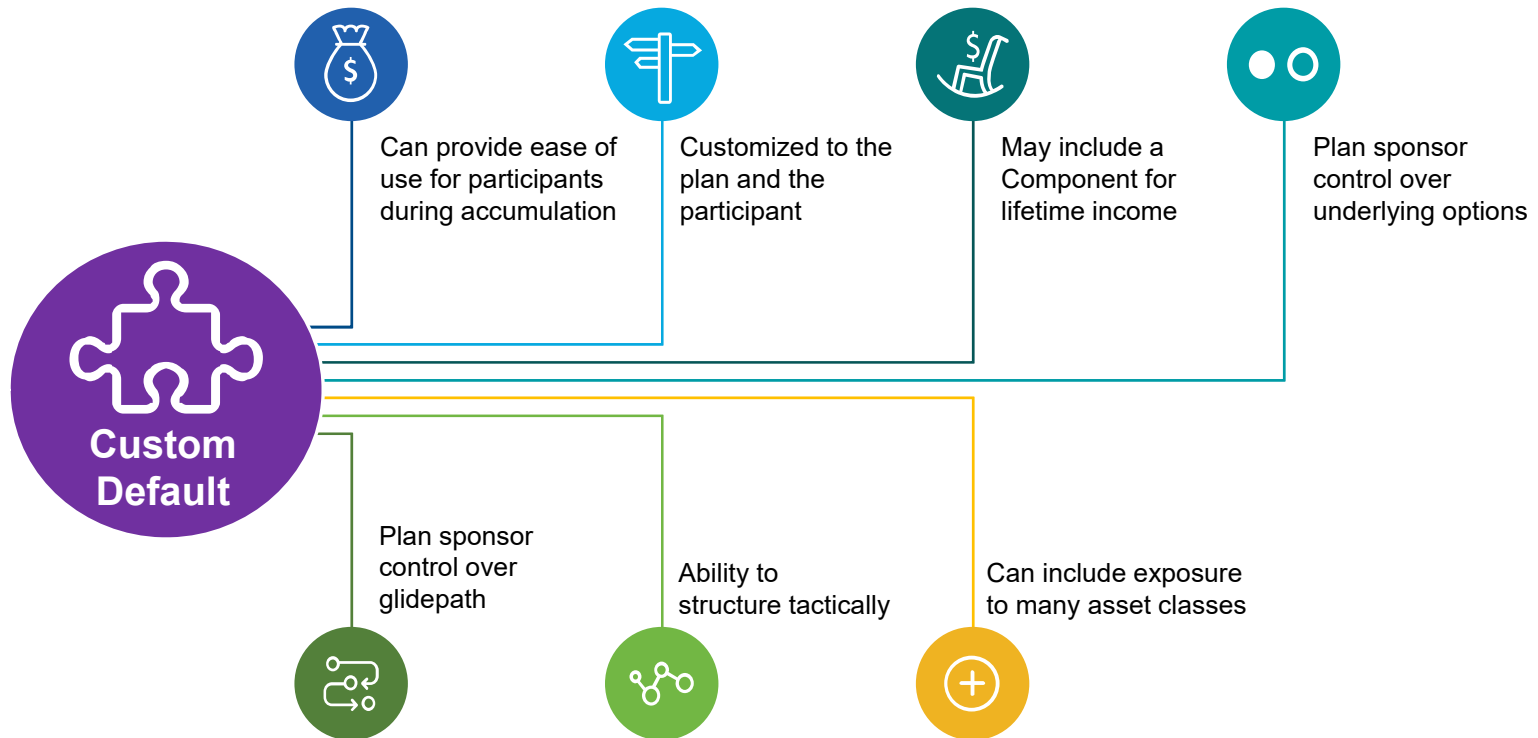 Can provide ease of
use for participants
during accumulation
Customized to the
plan and the
participant
May include a
Component for
lifetime income
Plan sponsor
control over
underlying options
Custom
Default
Plan sponsor
control over
glidepath
Ability to
structure tactically
Can include exposure
to many asset classes
$
$